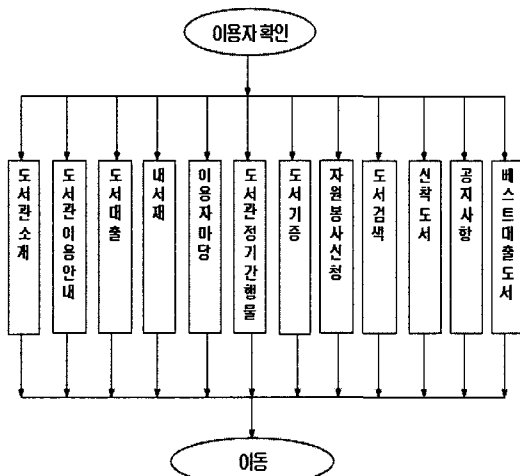 이용자 확인
도서관 소개
도서관 이용안내
도서대출
내서재
이용자마당
도서관 정기간행물
도서기증
자원봉사신청
도서검색
신착도서
공지사항
베스트대출도서
이동